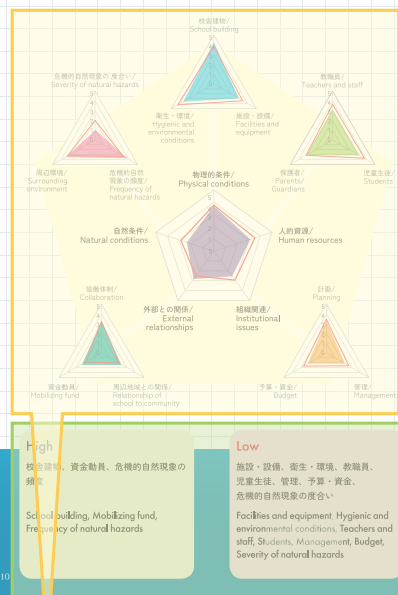 校舎建物/
School building
危機的自然現象の 度合い/
Severity of natural hazards
教職員/
Teachers and staff
衛生・環境/
Hygienic and
environmental
conditions
施設・設備/
Facilities and
equipment
周辺環境/
Surrounding
environment
危機的自然
現象の頻度/
Frequency of
natural hazards
物理的条件/
Physical conditions
保護者/
Parents/
Guardians
児童生徒/
Students
自然条件/
Natural conditions
人的資源/
Human resources
外部との関係/
External
relationships
組織関連/
Institutional
issues
協働体制/
Collaboration
計画/
Planning
資金動員/
Mobilizing fund
周辺地域との関係/
Relationship of
school to community
予算・資金/
Budget
管理/
Management
High
校舎建物、資金動員、危機的自然現象の
頻度
School building, Mobilizing fund,
Frequency of natural hazards
Low
施設・設備、衛生・環境、教職員、
児童生徒、管理、予算・資金、
危機的自然現象の度合い
Facilities and equipment, Hygienic and
environmental conditions, Teachers and
staff, Students, Management, Budget,
Severity of natural hazards
10